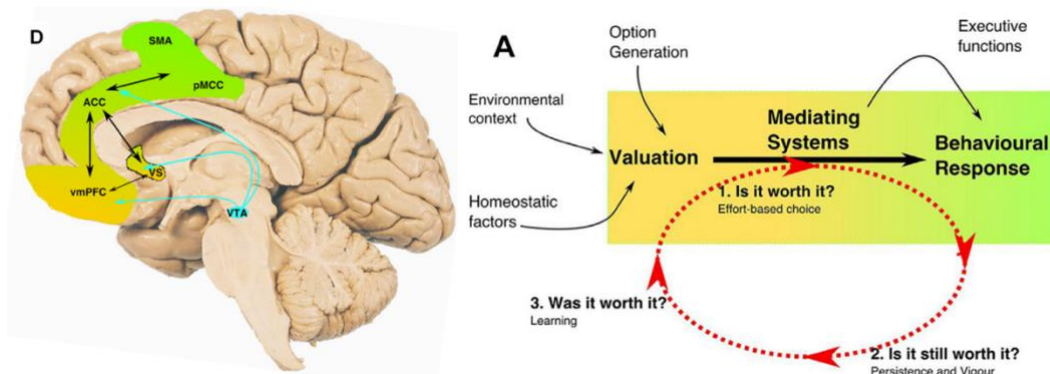 D
SMA
pMCC
ACC
VS
vmPFC
VTA
A
Option
Generation
Executive
functions
Environmental
context
Mediating
Systems
Valuation
Behavioural
Response
1. Is it worth it?
Effort-based choice
Homeostatic
factors
3. Was it worth it?
Learning
2. Is it still worth it?
Persistence and Vigour